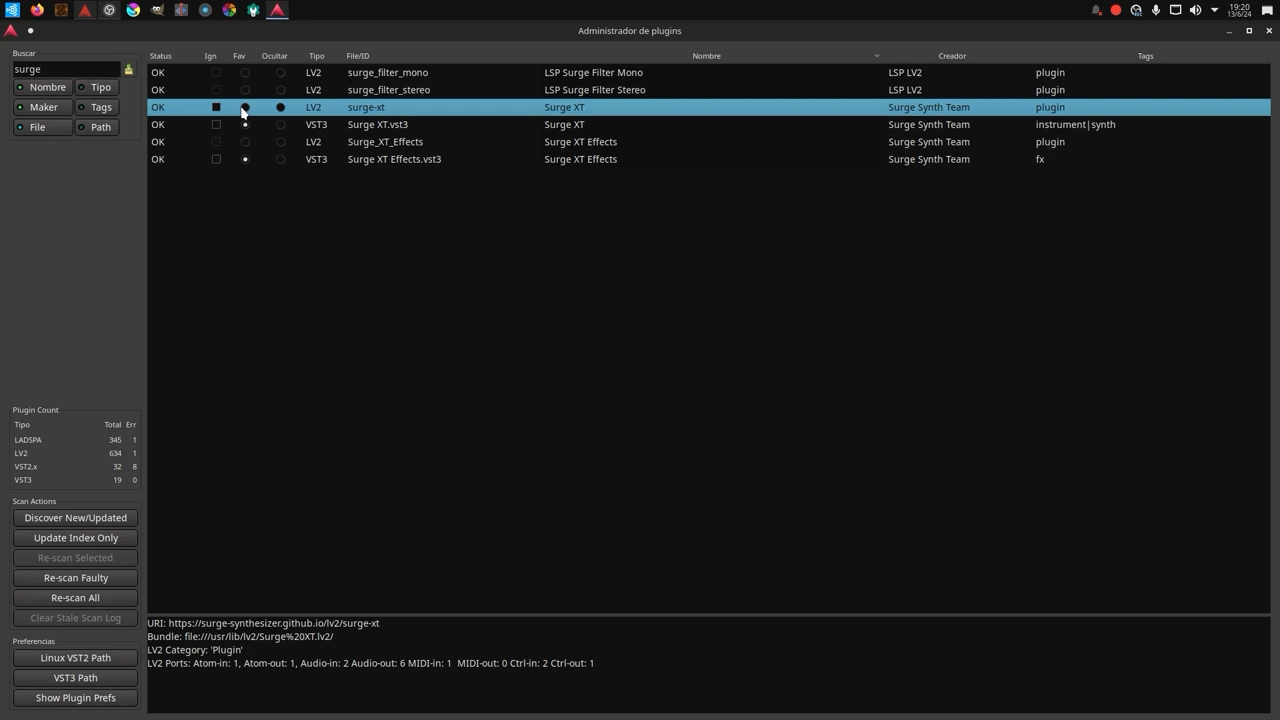 19:20
13/6/24
Administrador de plugins
Buscar
surge
Nombre Tipo
Maker Tags
File Path
Status Ign Fav Ocultar Tipo File/ID Nombre Creador Tags
OK LV2 surge_filter_mono LSP Surge Filter Mono LSP LV2 plugin
OK LV2 surge_filter_stereo LSP Surge Filter Stereo LSP LV2 plugin
OK LV2 surge-xt Surge XT Surge Synth Team plugin
OK VST3 Surge XT.vst3 Surge XT Surge Synth Team instrument|synth
OK LV2 Surge_XT_Effects Surge XT Effects Surge Synth Team plugin
OK VST3 Surge XT Effects.vst3 Surge XT Effects Surge Synth Team fx
Plugin Count
Tipo Total Err
LADSPA 345 1
LV2 634 1
VST2.x 32 8
VST3 19 0
Scan Actions
Discover New/Updated
Update Index Only
Re-scan Selected
Re-scan Faulty
Re-scan All
Clear Stale Scan Log
Preferencias
Linux VST2 Path
VST3 Path
Show Plugin Prefs
URI: https://surge-synthesizer.github.io/lv2/surge-xt
Bundle: file:///usr/lib/lv2/Surge%20XT.lv2/
LV2 Category: 'Plugin'
LV2 Ports: Atom-in: 1, Atom-out: 1, Audio-in: 2 Audio-out: 6 MIDI-in: 1 MIDI-out: 0 Ctrl-in: 2 Ctrl-out: 1